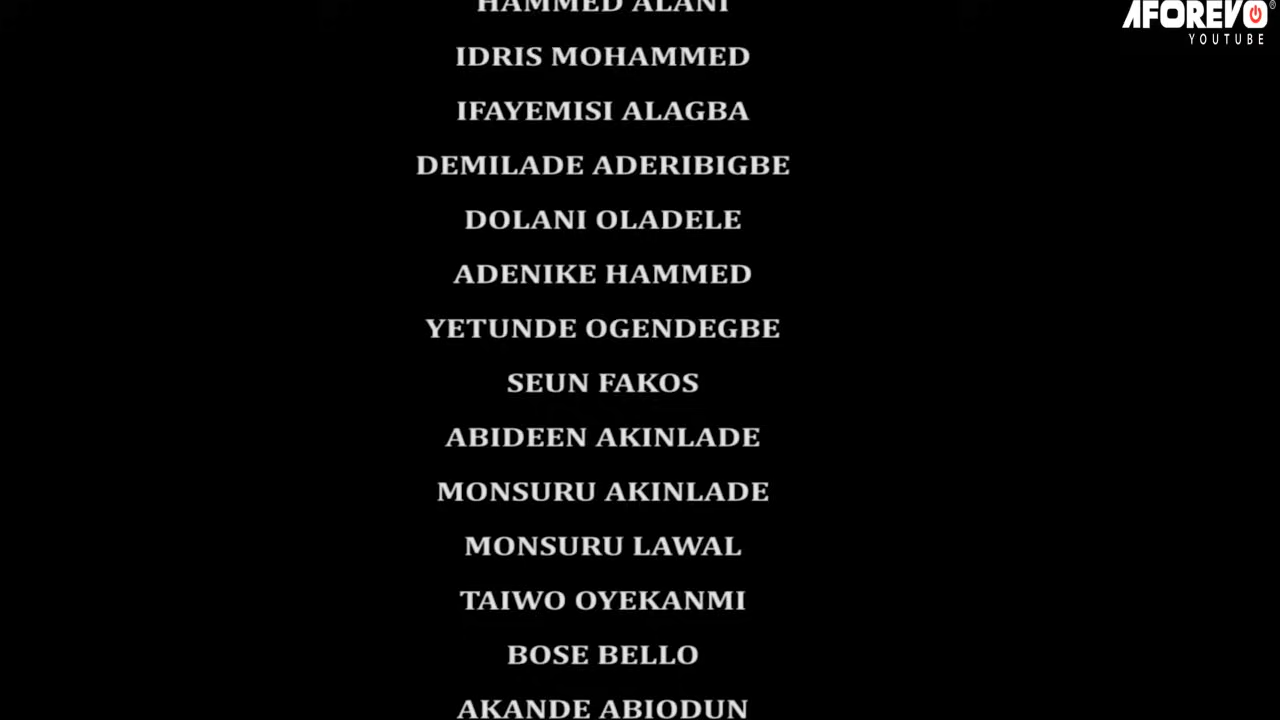 HAMMED ALANI
AFOREVO
YOUTUBE
IDRIS MOHAMMED
IFAYEMISI ALAGBA
DEMILADE ADERIBIGBE
DOLANI OLADELE
ADENIKE HAMMED
YETUNDE OGENDEGBE
SEUN FAKOS
ABIDEEN AKINLADE
MONSURU AKINLADE
MONSURU LAWAL
TAIWO OYEKANMI
BOSE BELLO
AKANDE ABIODUN